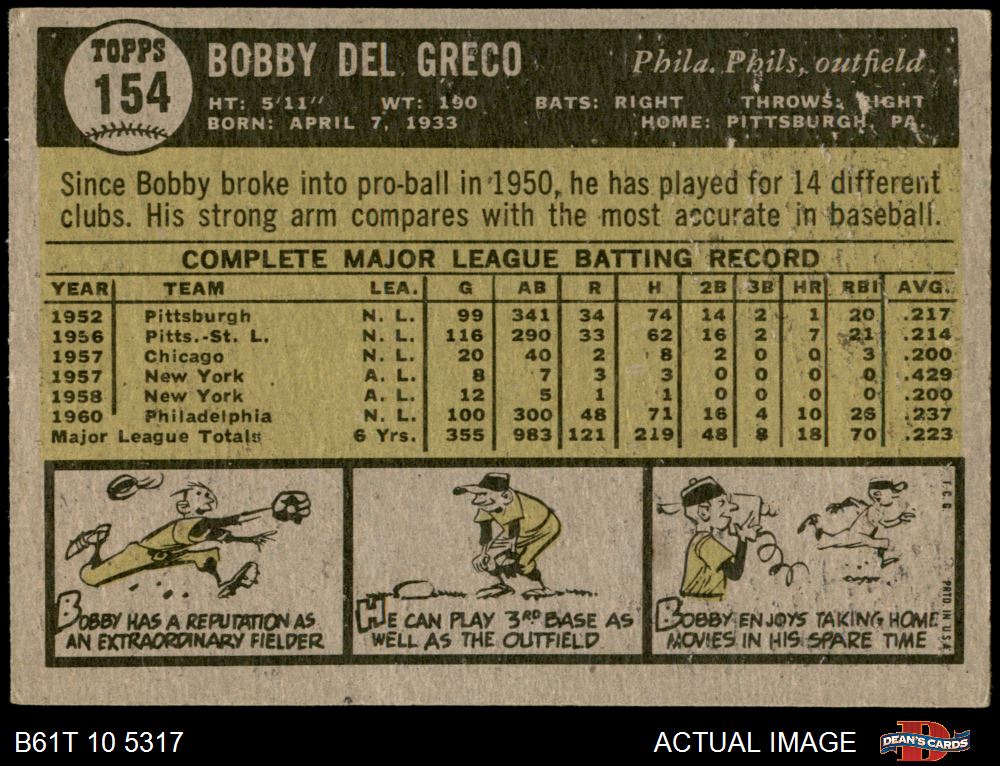 TOPPS
154
BOBBY DEL GRECO
Phila. Phils, outfield
HT: 5'11" WT: 190 BATS: RIGHT THROWS: RIGHT
BORN: APRIL 7, 1933 HOME: PITTSBURGH, PA.
Since Bobby broke into pro-ball in 1950, he has played for 14 different
clubs. His strong arm compares with the most accurate in baseball.
COMPLETE MAJOR LEAGUE BATTING RECORD
YEAR TEAM LEA. G AB R H 2B 3B HR RBI AVG.
1952 Pittsburgh N. L. 99 341 34 74 14 2 1 20 .217
1956 Pitts.-St. L. N. L. 116 290 33 62 16 2 7 21 .214
1957 Chicago N. L. 20 40 2 8 2 0 0 3 .200
1957 New York A. L. 8 7 3 3 0 0 0 0 .429
1958 New York A. L. 12 5 1 1 0 0 0 0 .200
1960 Philadelphia N. L. 100 300 48 71 16 4 10 26 .237
Major League Totals 6 Yrs. 355 983 121 219 48 8 18 70 .223
BOBBY HAS A REPUTATION AS
AN EXTRAORDINARY FIELDER
HE CAN PLAY 3RD BASE AS
WELL AS THE OUTFIELD
BOBBY ENJOYS TAKING HOME
MOVIES IN HIS SPARE TIME
T.C.G.
PRTD. IN U.S.A.
B61T 10 5317
ACTUAL IMAGE
DEAN'S CARDS